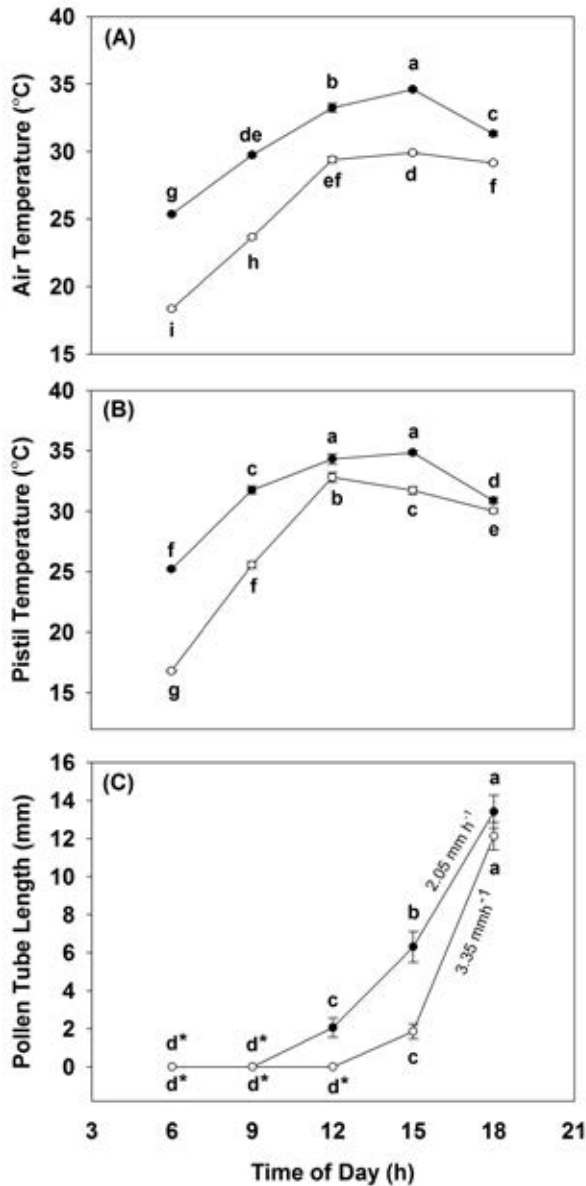 40
(A)
a
b
35
de
c
30
g
ef
d
f
25
h
20
i
15
Air Temperature (°C)
40
(B)
a
a
35
c
d
30
b
c
e
f
25
f
20
g
15
Pistil Temperature (°C)
16
(C)
a
14
12
2.05 mm h⁻¹
a
10
3.35 mmh⁻¹
8
b
6
4
c
2
d* d*
c
0
d* d* d*
Pollen Tube Length (mm)
3 6 9 12 15 18 21
Time of Day (h)